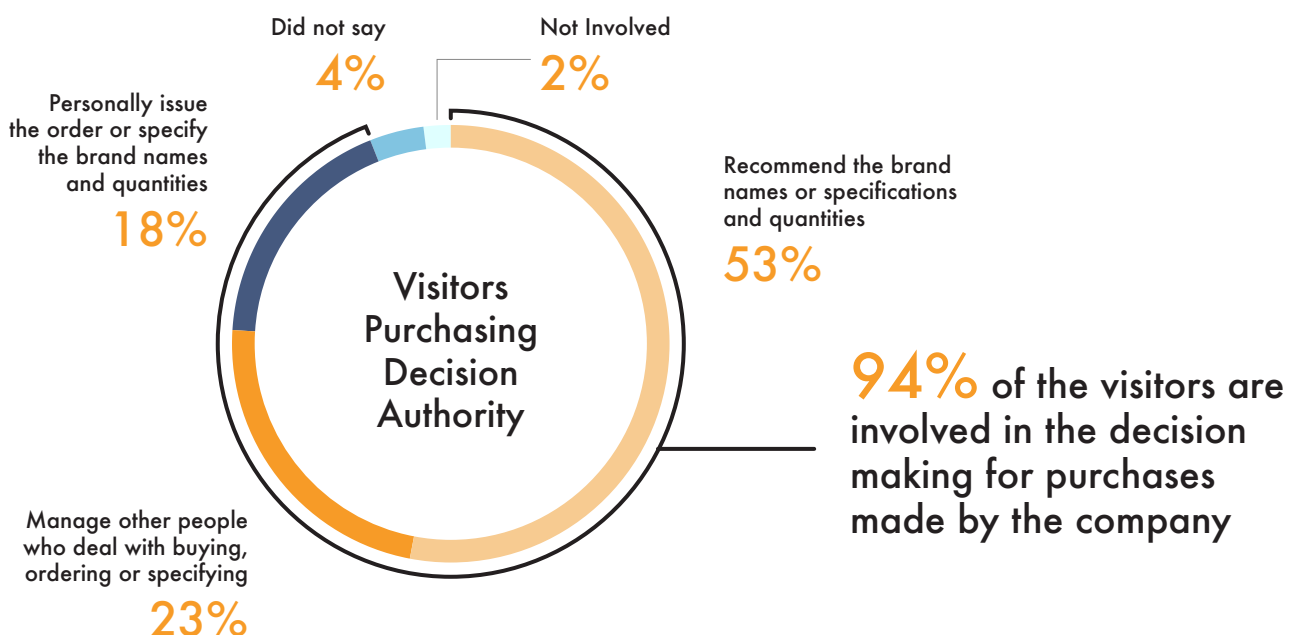 Did not say
4%
Not Involved
2%
Personally issue
the order or specify
the brand names
and quantities
18%
Recommend the brand
names or specifications
and quantities
53%
Visitors
Purchasing
Decision
Authority
94% of the visitors are
involved in the decision
making for purchases
made by the company
Manage other people
who deal with buying,
ordering or specifying
23%